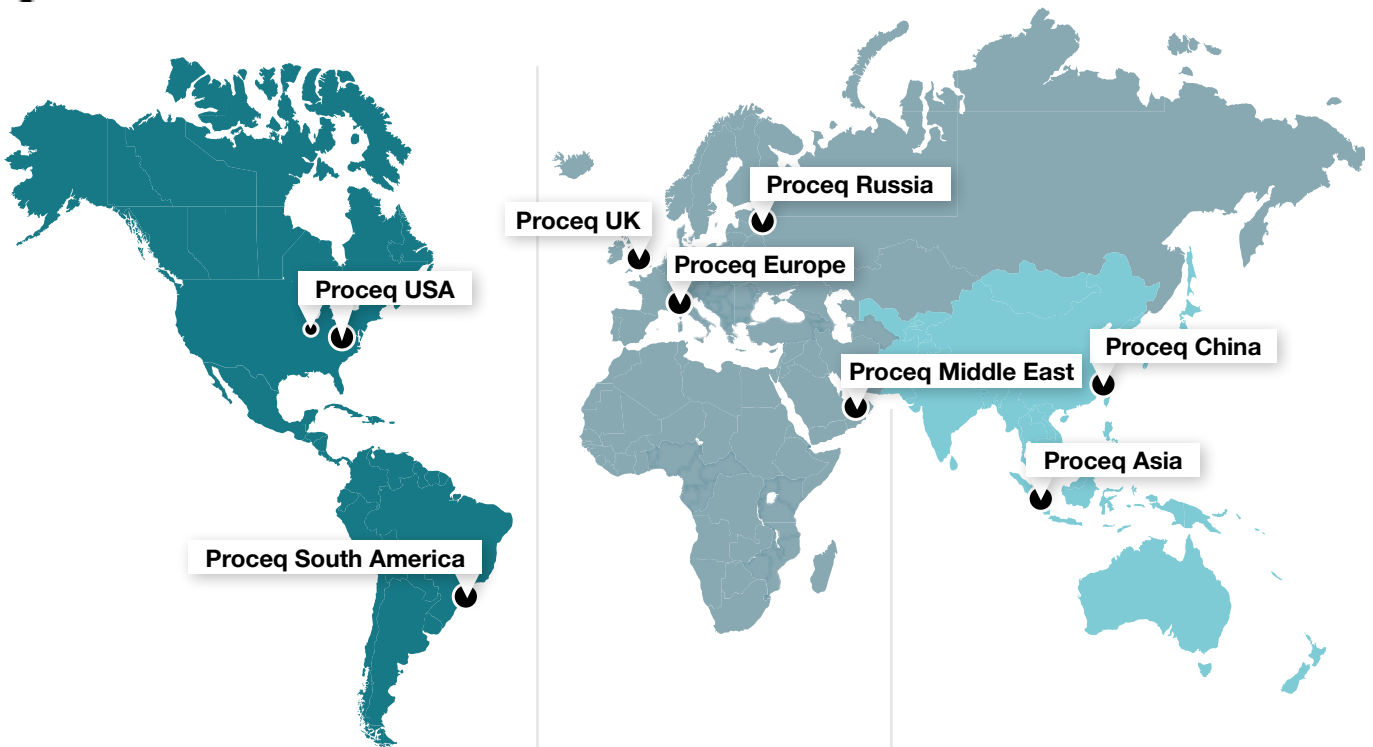 Proceq Russia
Proceq UK
Proceq Europe
Proceq USA
Proceq China
Proceq Middle East
Proceq Asia
Proceq South America